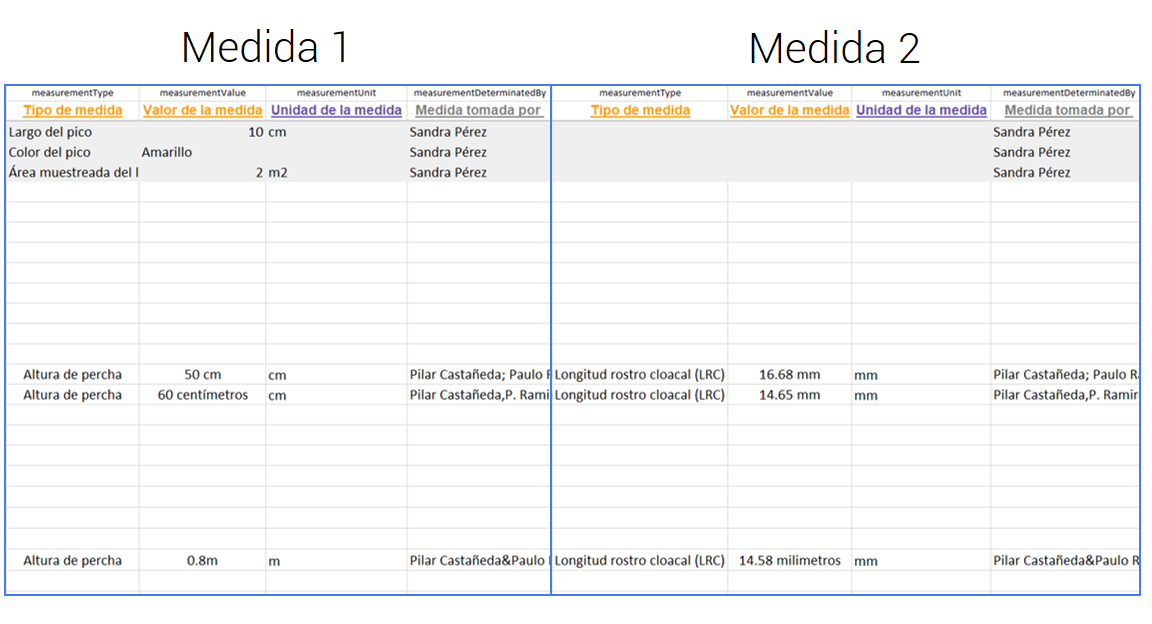 Medida 1 Medida 2
measurementType measurementValue measurementUnit measurementDeterminatedBy measurementType measurementValue measurementUnit measurementDeterminatedBy
Tipo de medida Valor de la medida Unidad de la medida Medida tomada por Tipo de medida Valor de la medida Unidad de la medida Medida tomada por
Largo del pico 10 cm Sandra Pérez Sandra Pérez
Color del pico Amarillo Sandra Pérez Sandra Pérez
Área muestreada del 2 m2 Sandra Pérez Sandra Pérez
Altura de percha 50 cm cm Pilar Castañeda; Paulo Longitud rostro cloacal (LRC) 16.68 mm mm Pilar Castañeda; Paulo R
Altura de percha 60 centímetros cm Pilar Castañeda,P. Rami Longitud rostro cloacal (LRC) 14.65 mm mm Pilar Castañeda,P. Ramir
Altura de percha 0.8m m Pilar Castañeda&Paulo Longitud rostro cloacal (LRC) 14.58 milimetros mm Pilar Castañeda&Paulo R